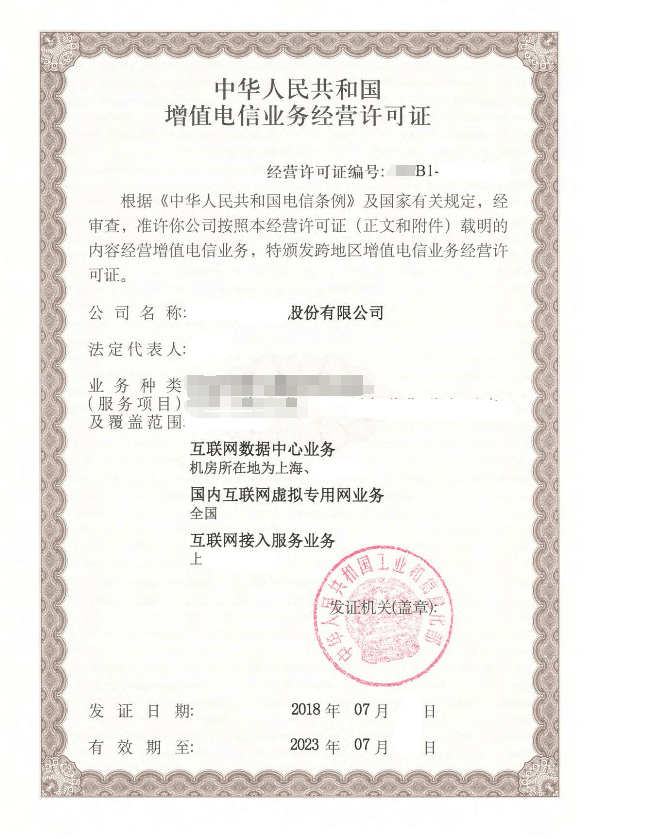 中华人民共和国
增值电信业务经营许可证
经营许可证编号: B1-
根据《中华人民共和国电信条例》及国家有关规定，经
审查，准许你公司按照本经营许可证（正文和附件）载明的
内容经营增值电信业务，特颁发跨地区增值电信业务经营许
可证。
公司名称: 股份有限公司
法定代表人:
业务种类
(服务项目)
及覆盖范围:
互联网数据中心业务
机房所在地为上海、
国内互联网虚拟专用网业务
全国
互联网接入服务业务
上
中华人民共和国工业和信息化部
发证机关(盖章):
发证日期: 2018 年 07 月 日
有效期至: 2023 年 07 月 日